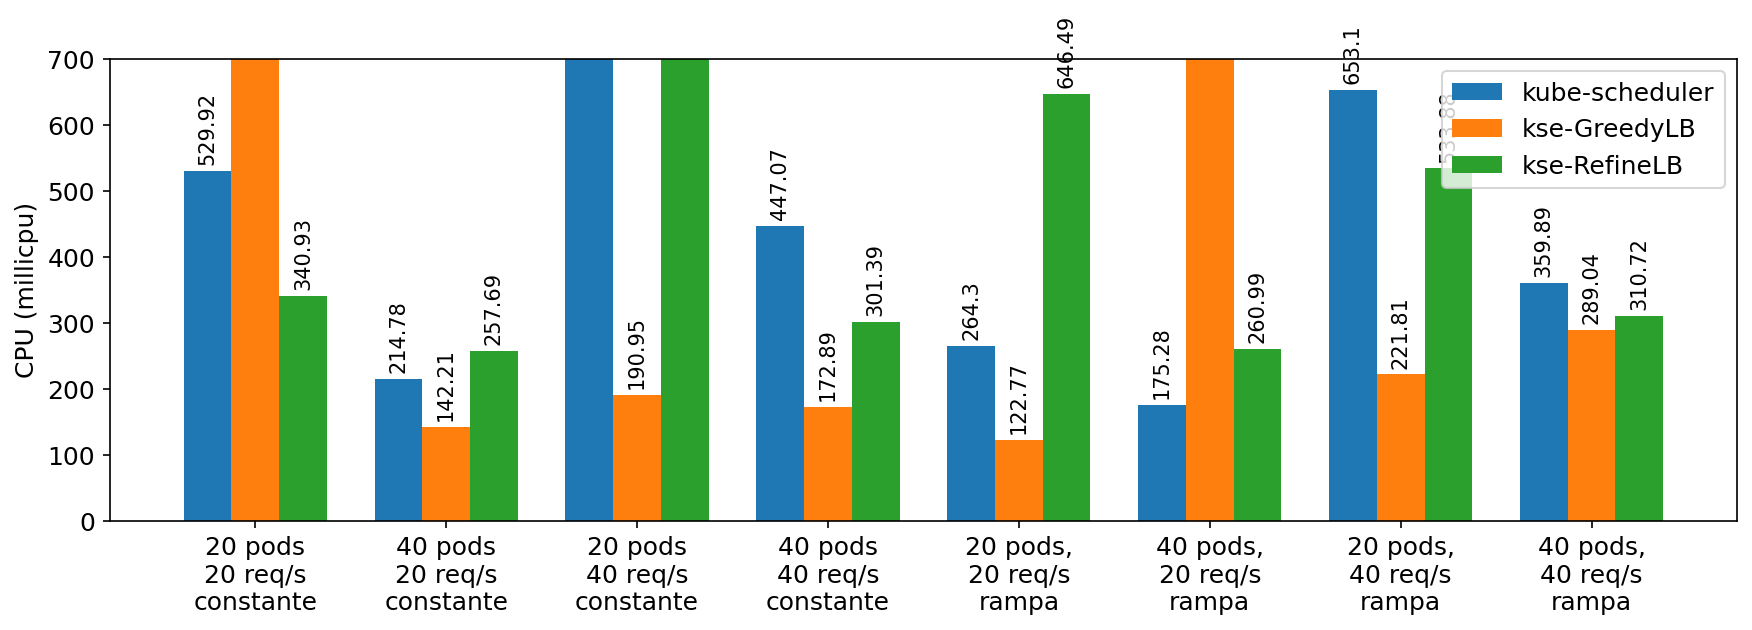 CPU (millicpu)
700
600
500
400
300
200
100
0
529.92
340.93
214.78
142.21
257.69
190.95
447.07
172.89
301.39
264.3
122.77
646.49
175.28
260.99
653.1
221.81
533.88
359.89
289.04
310.72
kube-scheduler
kse-GreedyLB
kse-RefineLB
20 pods
20 req/s
constante
40 pods
20 req/s
constante
20 pods
40 req/s
constante
40 pods
40 req/s
constante
20 pods,
20 req/s
rampa
40 pods,
20 req/s
rampa
20 pods,
40 req/s
rampa
40 pods,
40 req/s
rampa